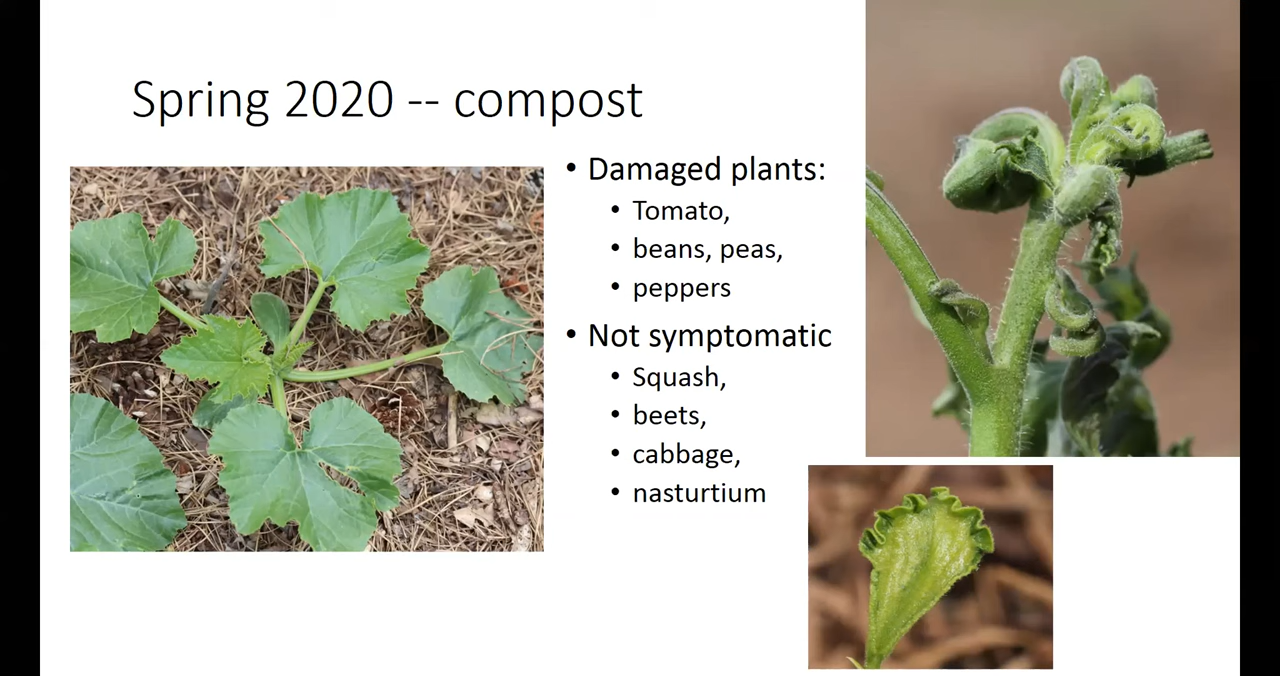 Spring 2020 -- compost
• Damaged plants:
• Tomato,
• beans, peas,
• peppers
• Not symptomatic
• Squash,
• beets,
• cabbage,
• nasturtium